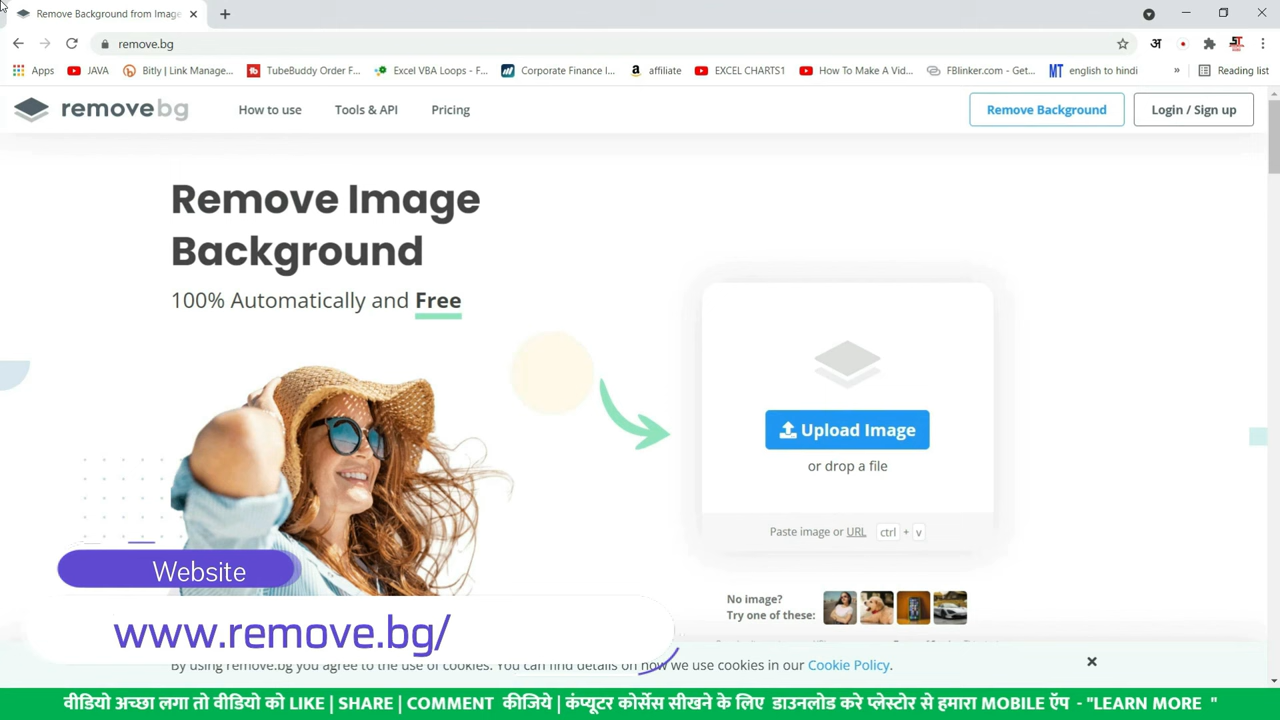 Remove Background from Image
remove.bg
Apps
JAVA
Bitly | Link Manage...
TubeBuddy Order F...
Excel VBA Loops - F...
Corporate Finance I...
affiliate
EXCEL CHARTS1
How To Make A Vid...
FBlinker.com - Get...
english to hindi
»
Reading list
removebg
How to use
Tools & API
Pricing
Remove Background
Login / Sign up
Remove Image
Background
100% Automatically and Free
Upload Image
or drop a file
Paste image or URL ctrl + v
No image?
Try one of these:
Website
www.remove.bg/
By using remove.bg you agree to the use of cookies. You can find details on how we use cookies in our Cookie Policy.
वीडियो अच्छा लगा तो वीडियो को LIKE | SHARE | COMMENT कीजिये | कंप्यूटर कोर्सेस सीखने के लिए डाउनलोड करे प्लेस्टोर से हमारा MOBILE ऍप - "LEARN MORE "